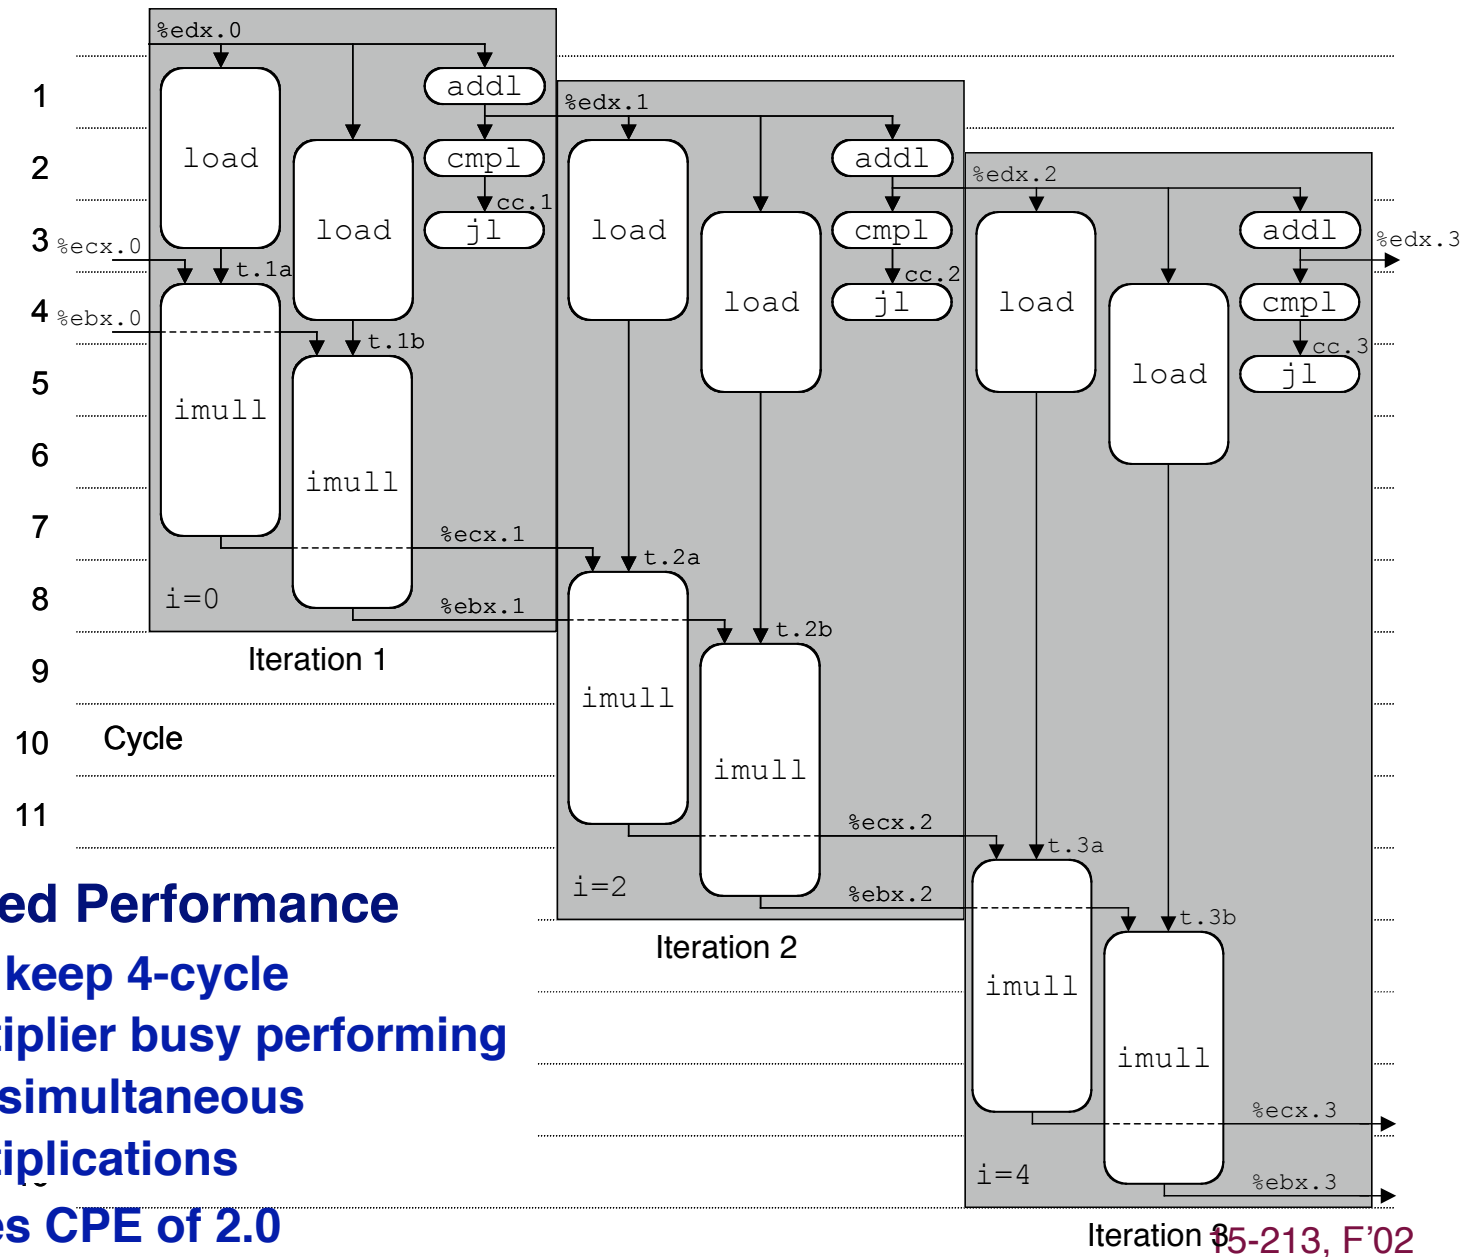 %edx.0
load
load
addl
cmpl
cc.1
jl
%ecx.0
t.1a
%ebx.0
t.1b
imull
imull
%ecx.1
%ebx.1
i=0
Iteration 1
%edx.1
load
load
addl
cmpl
cc.2
jl
t.2a
t.2b
imull
imull
%ecx.2
%ebx.2
i=2
Iteration 2
%edx.2
load
load
addl
%edx.3
cmpl
cc.3
jl
t.3a
t.3b
imull
imull
%ecx.3
%ebx.3
i=4
Iteration 3
1
2
3
4
5
6
7
8
9
10
11
Cycle
ed Performance
keep 4-cycle
tiplier busy performing
simultaneous
tiplications
es CPE of 2.0
15-213, F'02